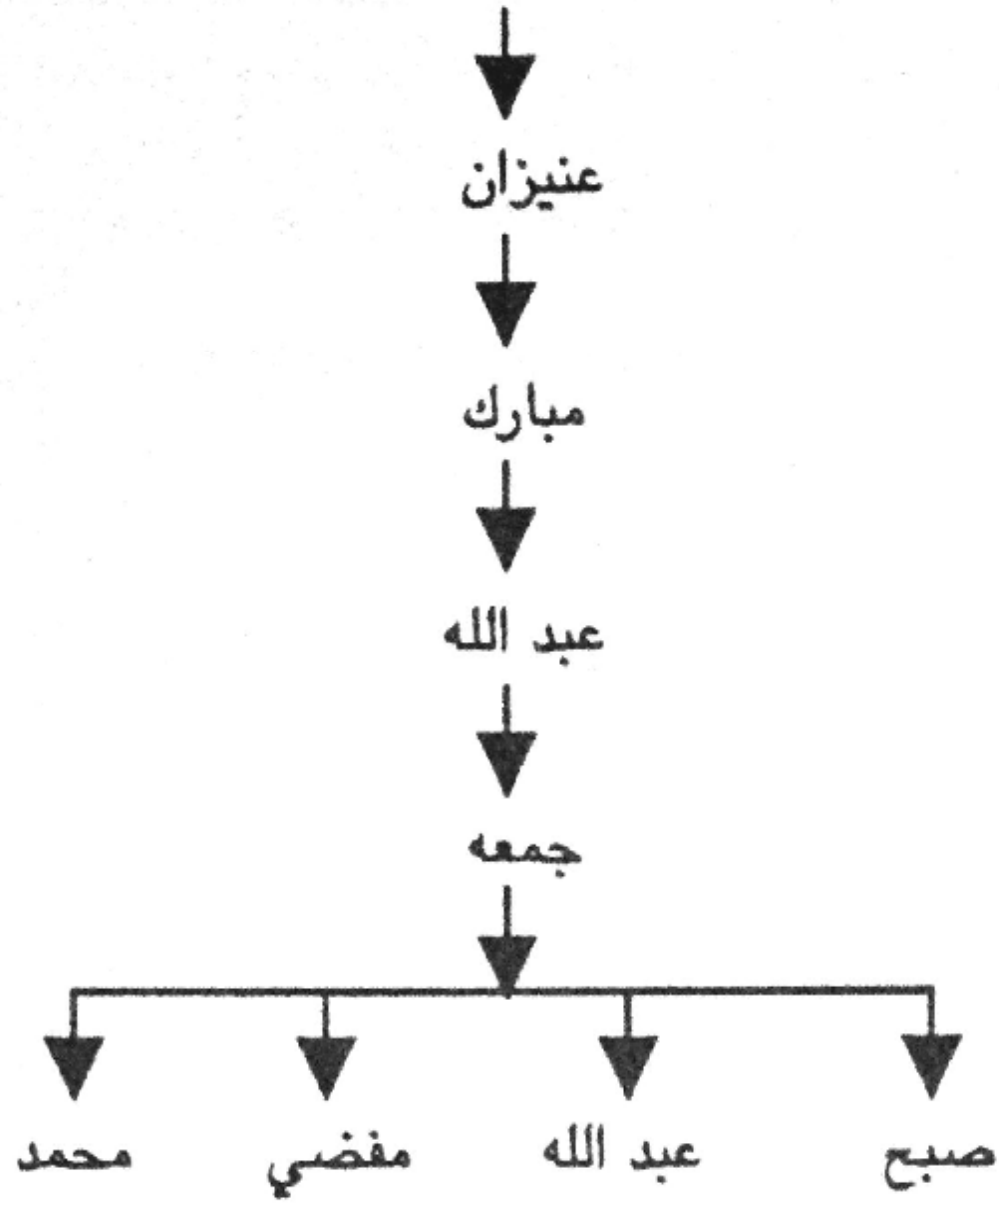 عنيزان
مبارك
عبد الله
جمعه
صبح عبد الله مفضي محمد